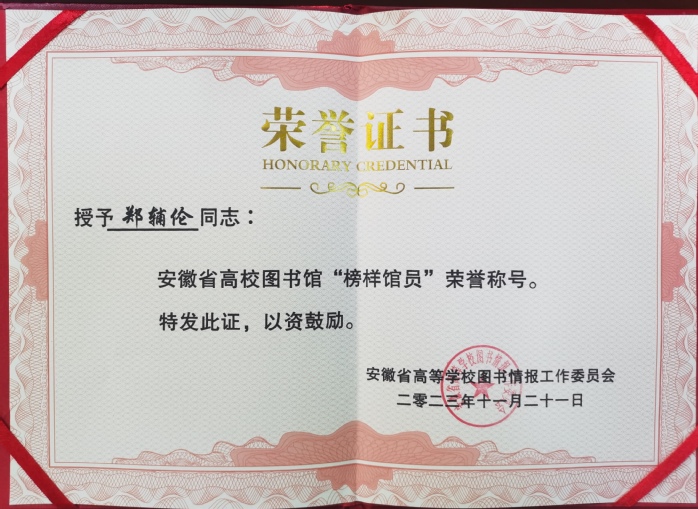 荣誉证书
HONORARY CREDENTIAL
授予 郑辅伦 同志：
安徽省高校图书馆“榜样馆员”荣誉称号。
特发此证，以资鼓励。
安徽省高等学校图书情报工作委员会
二零二三年十一月二十一日